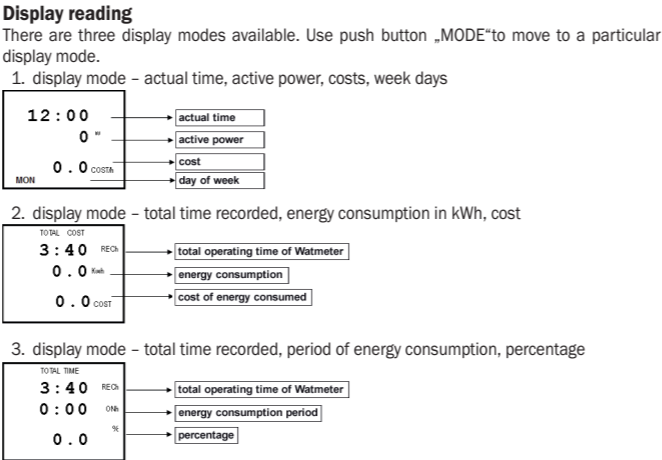 Display reading
There are three display modes available. Use push button „MODE“to move to a particular
display mode.
1. display mode – actual time, active power, costs, week days
12:00 actual time
0 W active power
0.0 COST/h cost
MON day of week
2. display mode – total time recorded, energy consumption in kWh, cost
TOTAL COST
3:40 RECh total operating time of Watmeter
0.0 Kwh energy consumption
0.0 COST cost of energy consumed
3. display mode – total time recorded, period of energy consumption, percentage
TOTAL TIME
3:40 RECh total operating time of Watmeter
0:00 ONh energy consumption period
%
0.0 percentage